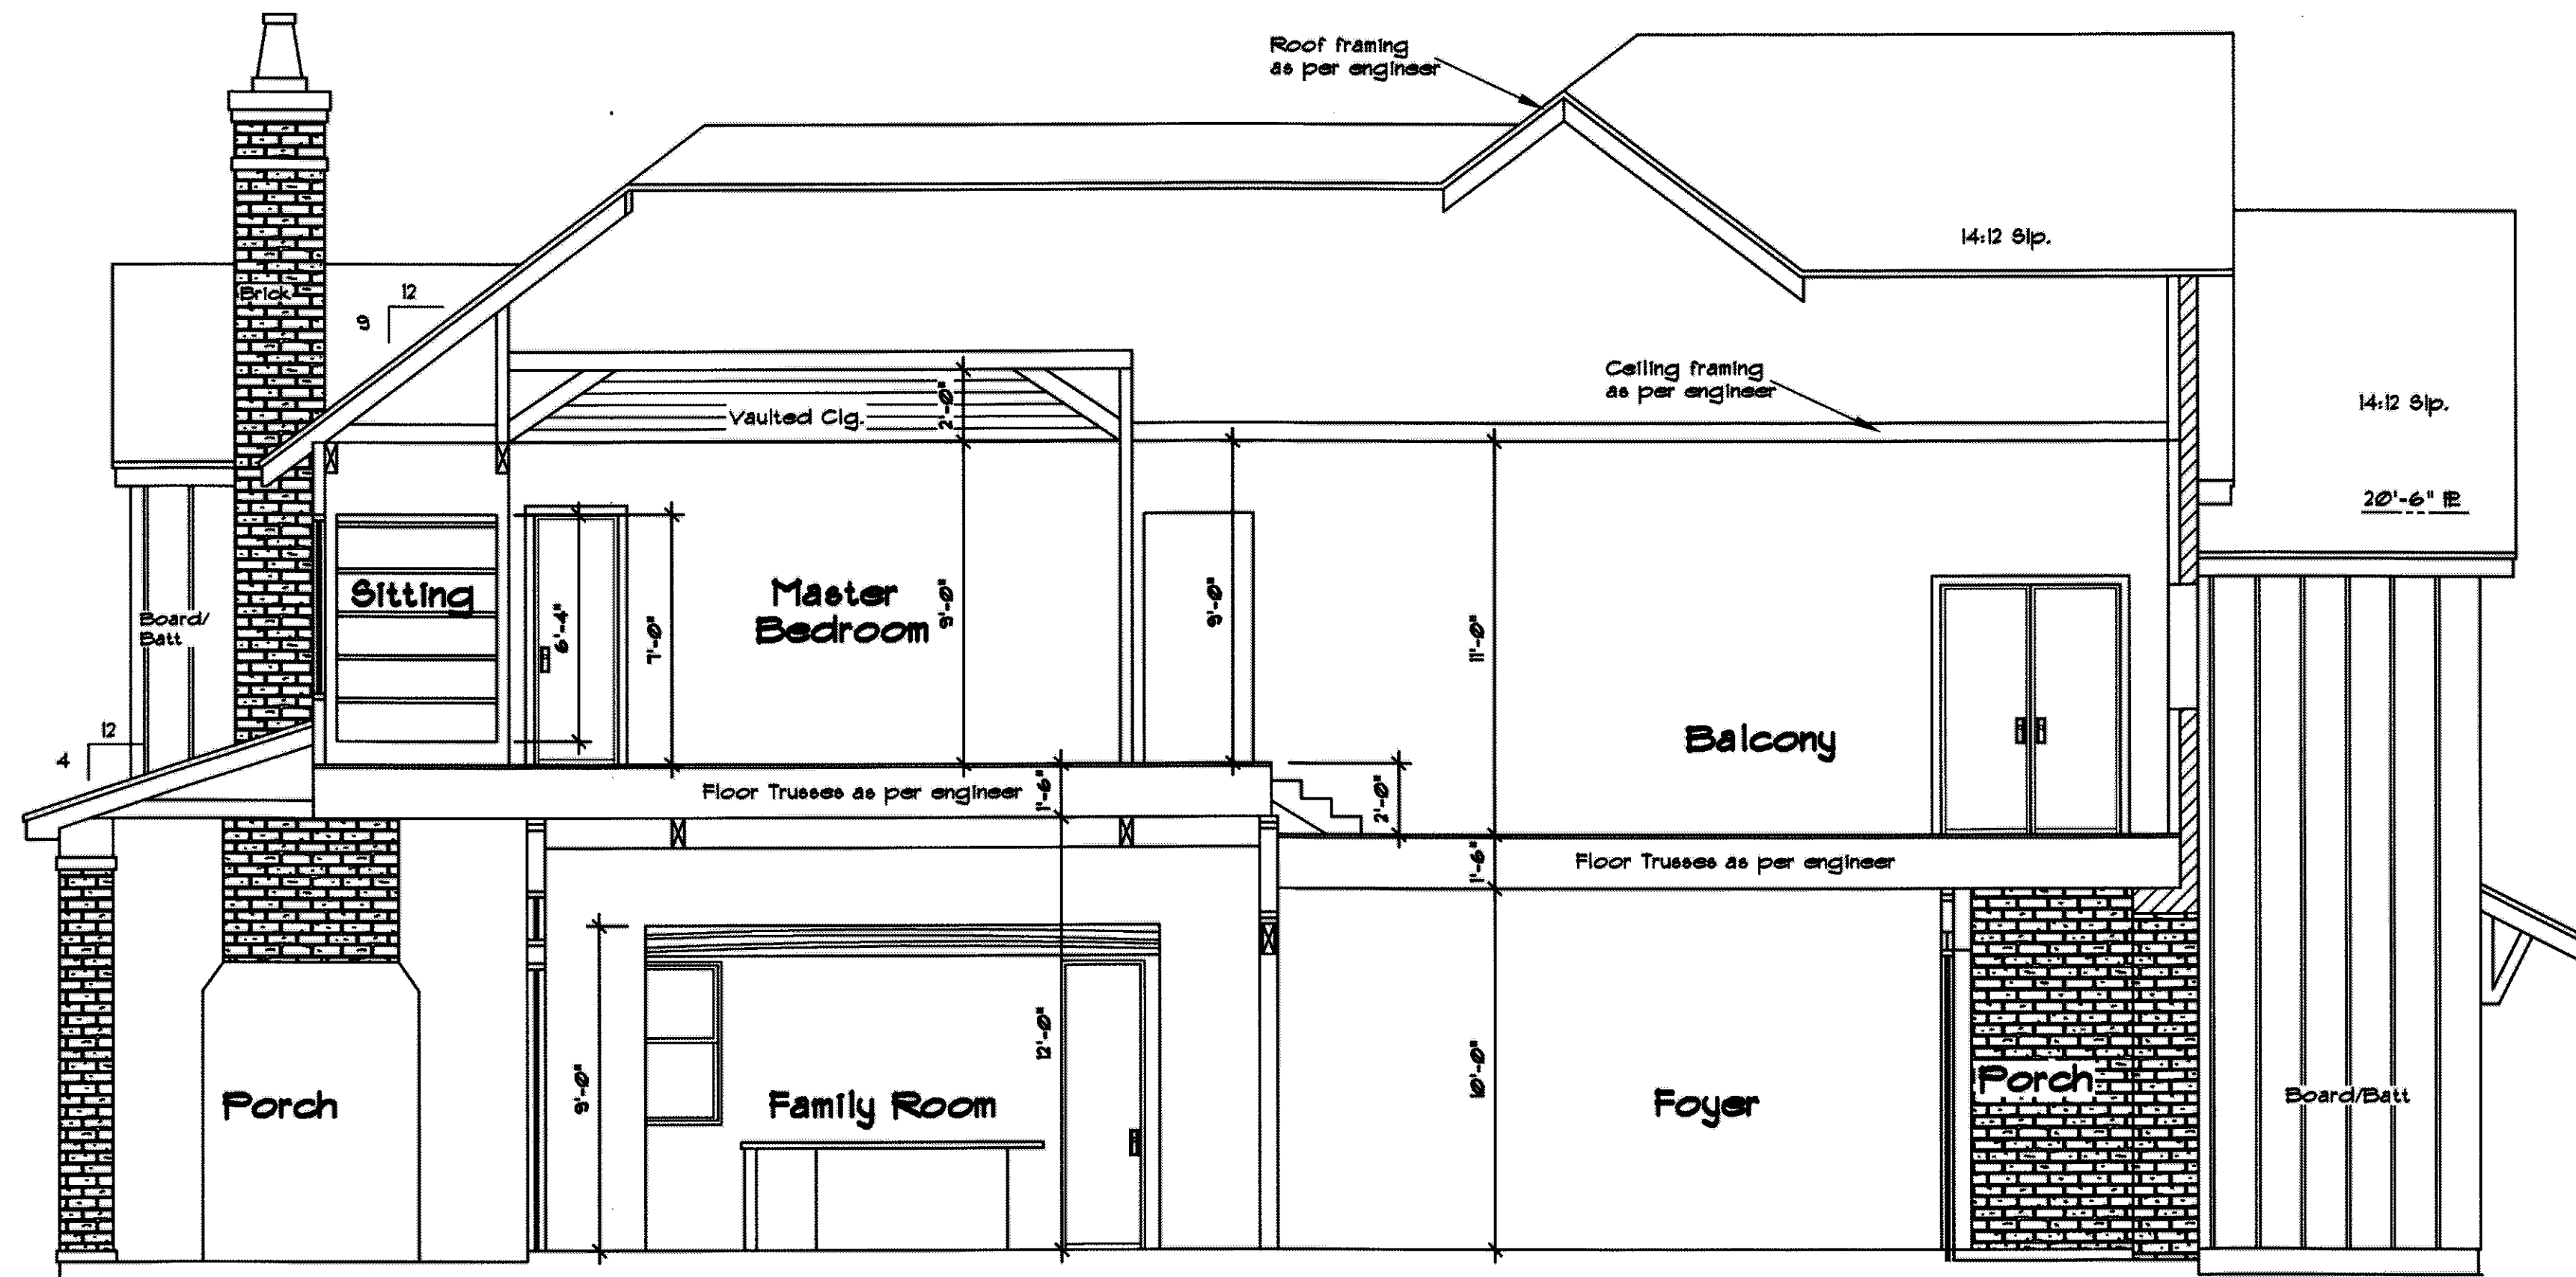 Roof framing
as per engineer
14:12 Slp.
Brick
12
9
Ceiling framing
as per engineer
14:12 Slp.
Vaulted Clg.
2'-0"
20'-6" PL
Sitting
Master
Bedroom
9'-0"
9'-0"
6'-4"
7'-0"
11'-0"
Board/
Batt
12
4
Balcony
Floor Trusses as per engineer
1'-6"
2'-0"
Floor Trusses as per engineer
1'-6"
12'-0"
9'-0"
10'-0"
Porch
Family Room
Foyer
Porch
Board/Batt